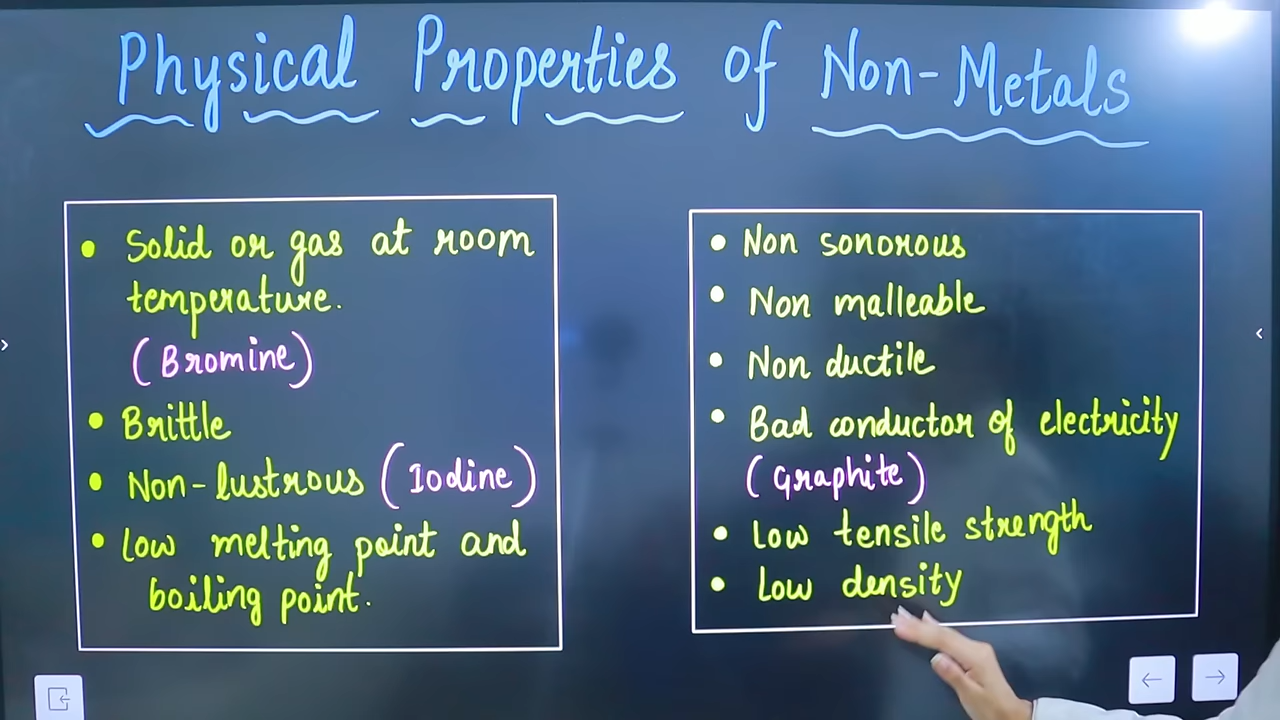 Physical Properties of Non-Metals
• Solid or gas at room
temperature.
(Bromine)
• Brittle
• Non-lustrous (Iodine)
• Low melting point and
boiling point.
• Non sonorous
• Non malleable
• Non ductile
• Bad conductor of electricity
(Graphite)
• Low tensile strength
• Low density